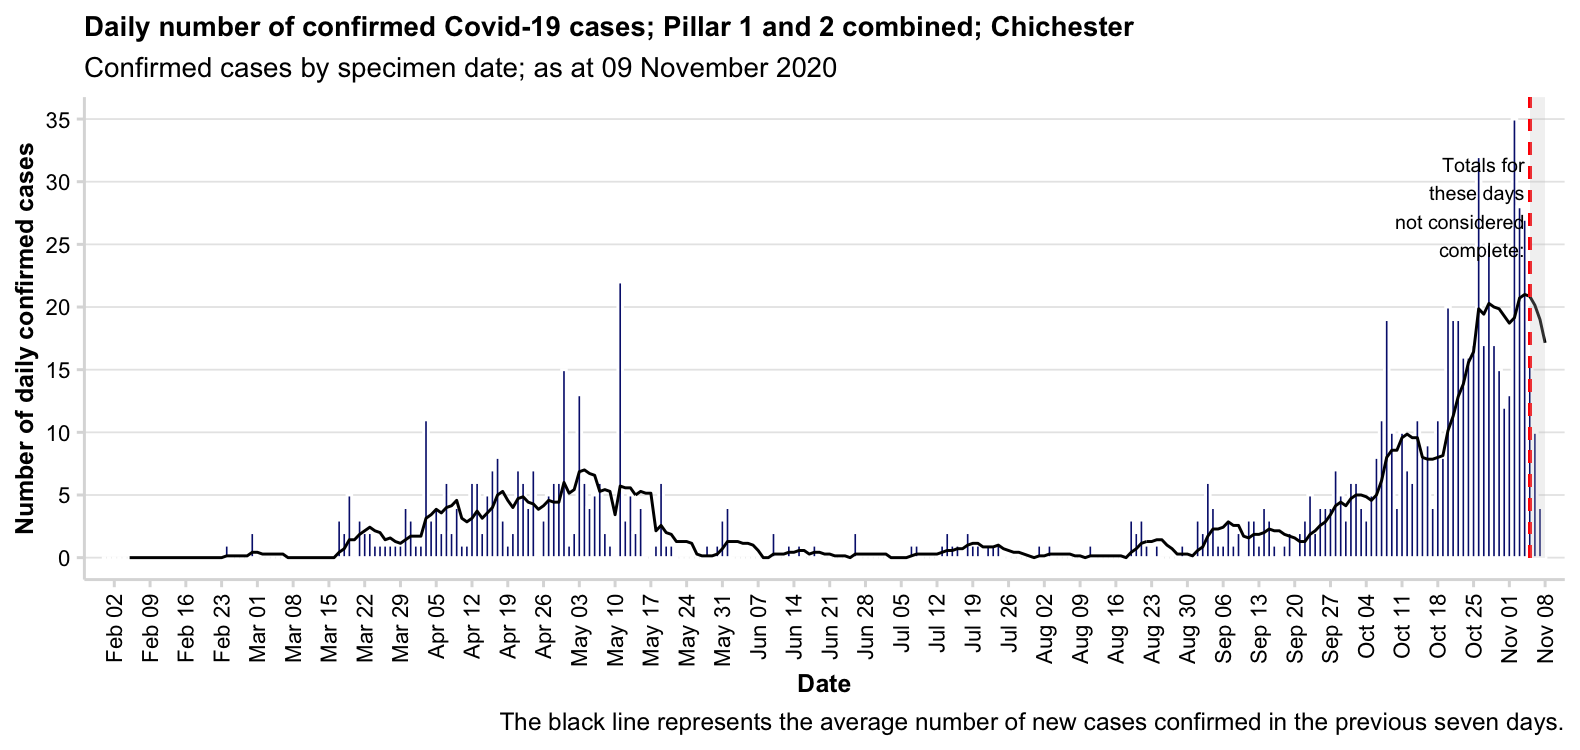 Daily number of confirmed Covid-19 cases; Pillar 1 and 2 combined; Chichester
Confirmed cases by specimen date; as at 09 November 2020
Number of daily confirmed cases
35
30
25
20
15
10
5
0
Totals for
these days
not considered
complete:
Feb 02
Feb 09
Feb 16
Feb 23
Mar 01
Mar 08
Mar 15
Mar 22
Mar 29
Apr 05
Apr 12
Apr 19
Apr 26
May 03
May 10
May 17
May 24
May 31
Jun 07
Jun 14
Jun 21
Jun 28
Jul 05
Jul 12
Jul 19
Jul 26
Aug 02
Aug 09
Aug 16
Aug 23
Aug 30
Sep 06
Sep 13
Sep 20
Sep 27
Oct 04
Oct 11
Oct 18
Oct 25
Nov 01
Nov 08
Date
The black line represents the average number of new cases confirmed in the previous seven days.